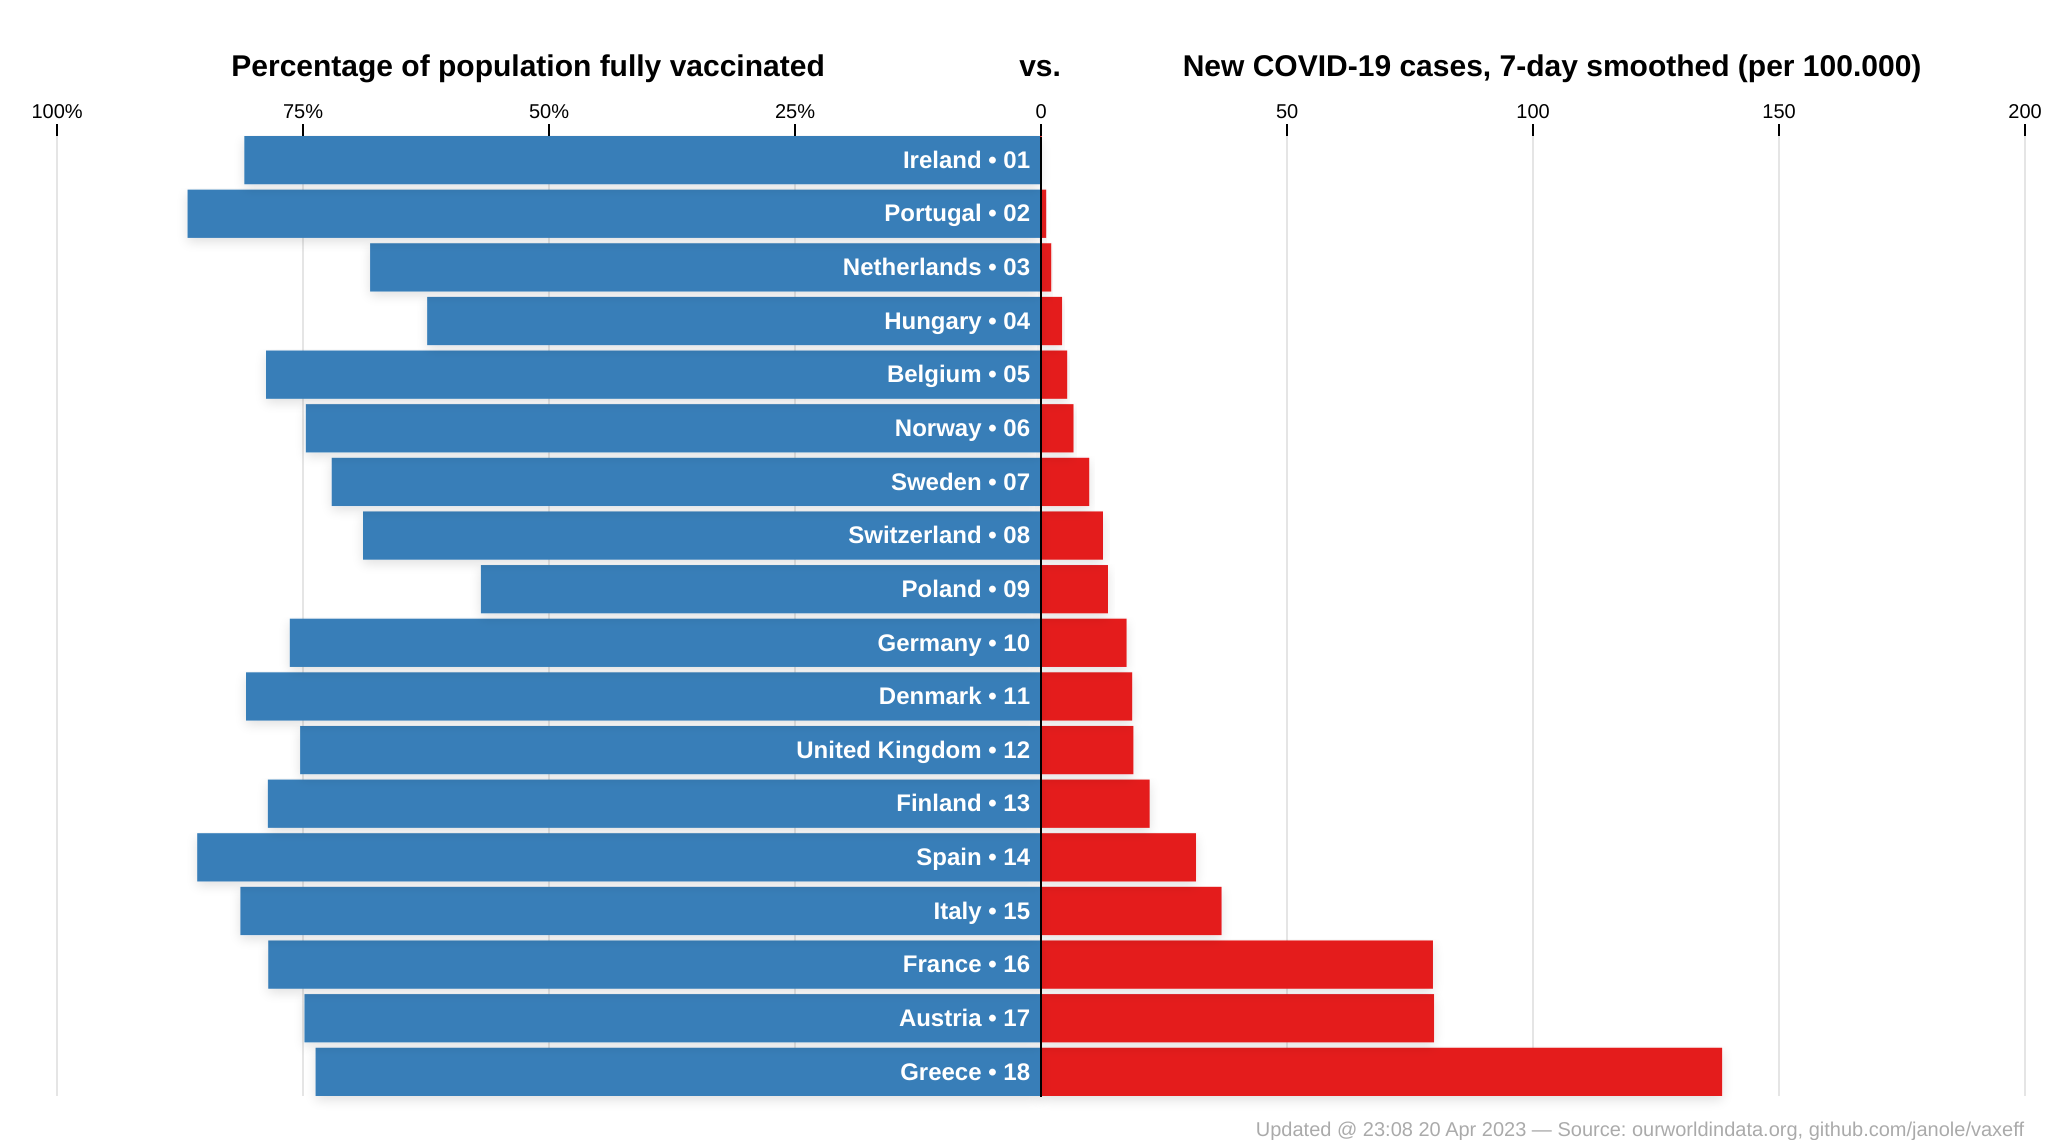 Percentage of population fully vaccinated vs. New COVID-19 cases, 7-day smoothed (per 100.000)
100% 75% 50% 25% 0 50 100 150 200
Ireland • 01
Portugal • 02
Netherlands • 03
Hungary • 04
Belgium • 05
Norway • 06
Sweden • 07
Switzerland • 08
Poland • 09
Germany • 10
Denmark • 11
United Kingdom • 12
Finland • 13
Spain • 14
Italy • 15
France • 16
Austria • 17
Greece • 18
Updated @ 23:08 20 Apr 2023 — Source: ourworldindata.org, github.com/janole/vaxeff